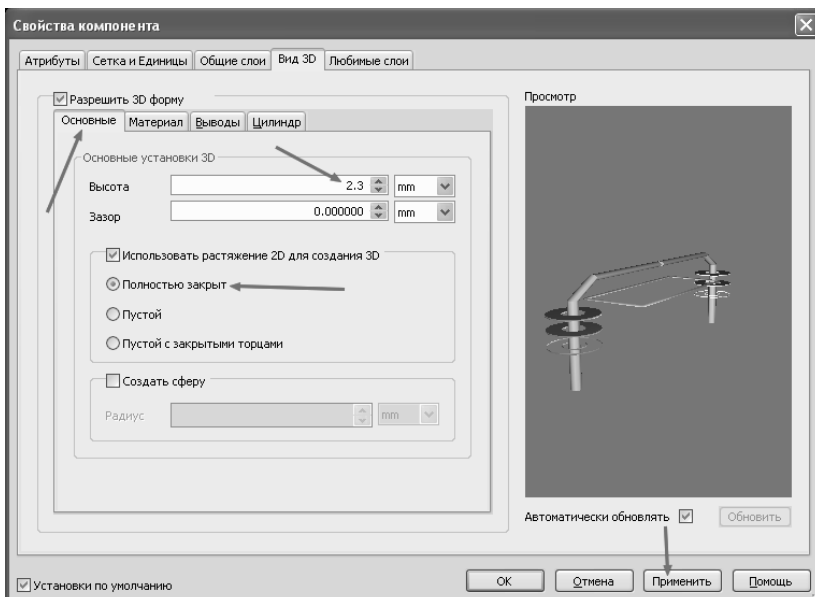 Свойства компонента
Атрибуты Сетка и Единицы Общие слои Вид 3D Любимые слои
Разрешить 3D форму
Основные Материал Выводы Цилиндр
Основные установки 3D
Высота 2.3 mm
Зазор 0.000000 mm
Использовать растяжение 2D для создания 3D
Полностью закрыт
Пустой
Пустой с закрытыми торцами
Создать сферу
Радиус mm
Просмотр
Автоматически обновлять Обновить
Установки по умолчанию
OK Отмена Применить Помощь